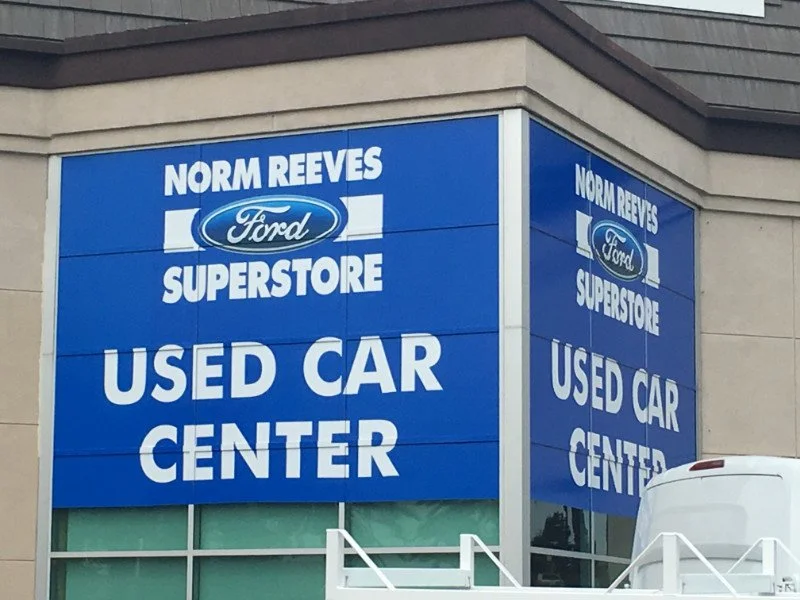 NORM REEVES
Ford
SUPERSTORE
USED CAR
CENTER
NORM REEVES
Ford
SUPERSTORE
USED CAR
CENTER